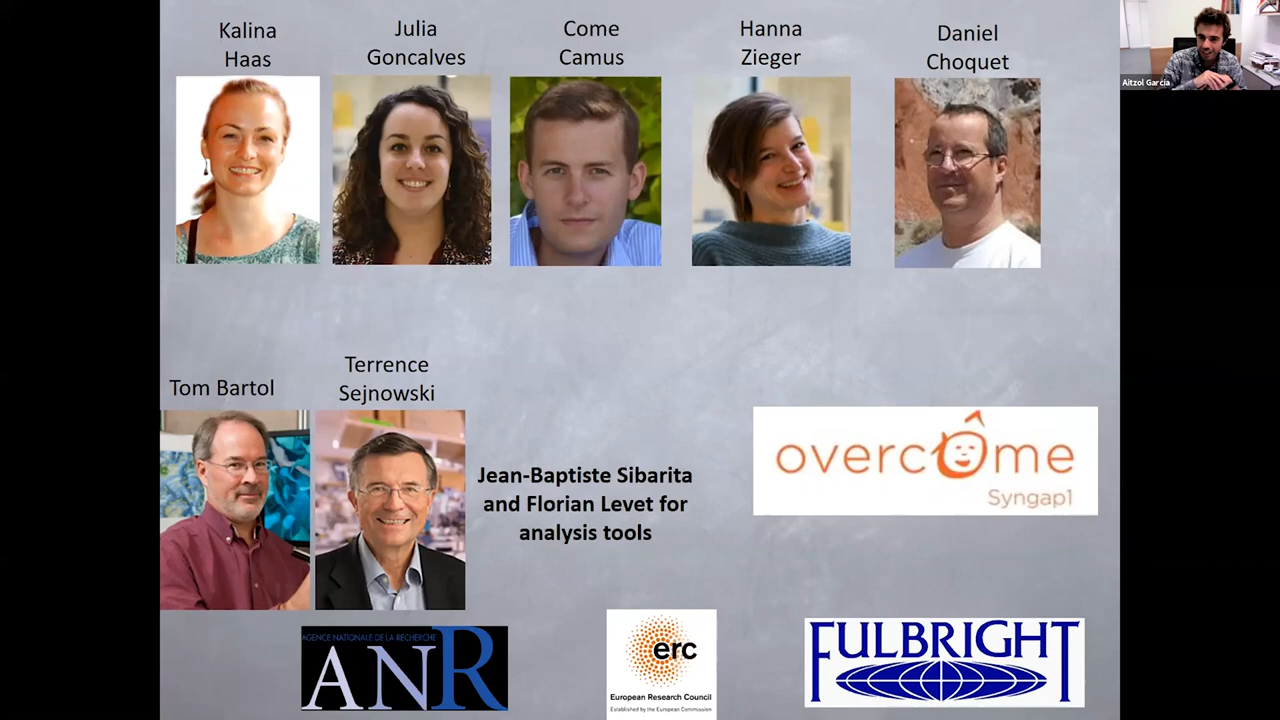 Kalina
Haas
Julia
Goncalves
Come
Camus
Hanna
Zieger
Daniel
Choquet
Aitzol García
Tom Bartol
Terrence
Sejnowski
Jean-Baptiste Sibarita
and Florian Levet for
analysis tools
overcÔme
Syngap1
AGENCE NATIONALE DE LA RECHERCHE
ANR
erc
European Research Council
Established by the European Commission
FULBRIGHT